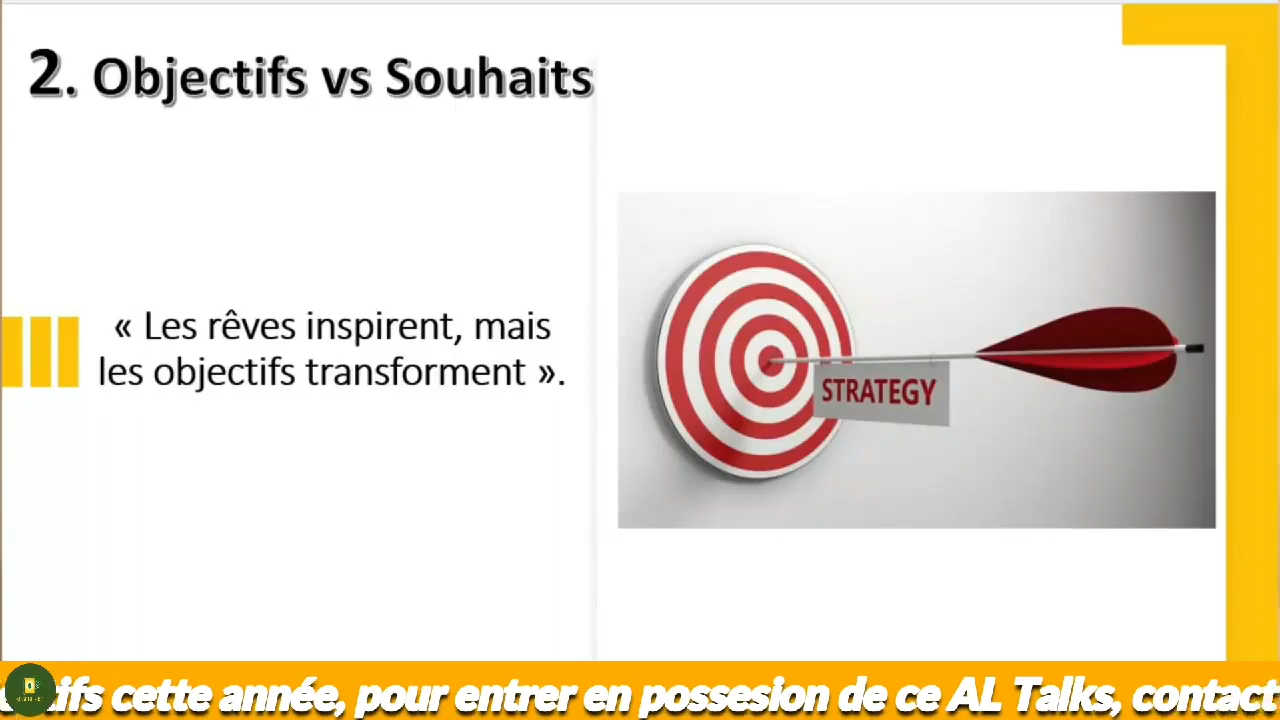 2. Objectifs vs Souhaits
« Les rêves inspirent, mais
les objectifs transforment ».
STRATEGY
tifs cette année, pour entrer en possesion de ce AL Talks, contact